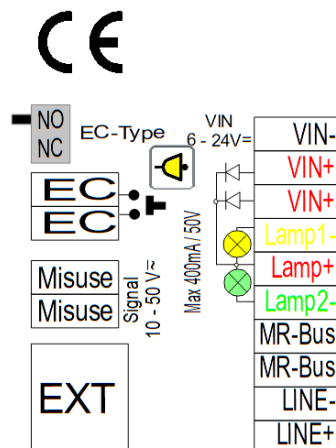 CE
NO
NC
EC-Type
VIN
6 - 24V=
EC
EC
Misuse
Misuse
Signal
10 - 50 V≂
Max 400mA/ 50V
EXT
VIN-
VIN+
VIN+
Lamp1-
Lamp+
Lamp2-
MR-Bus
MR-Bus
LINE-
LINE+